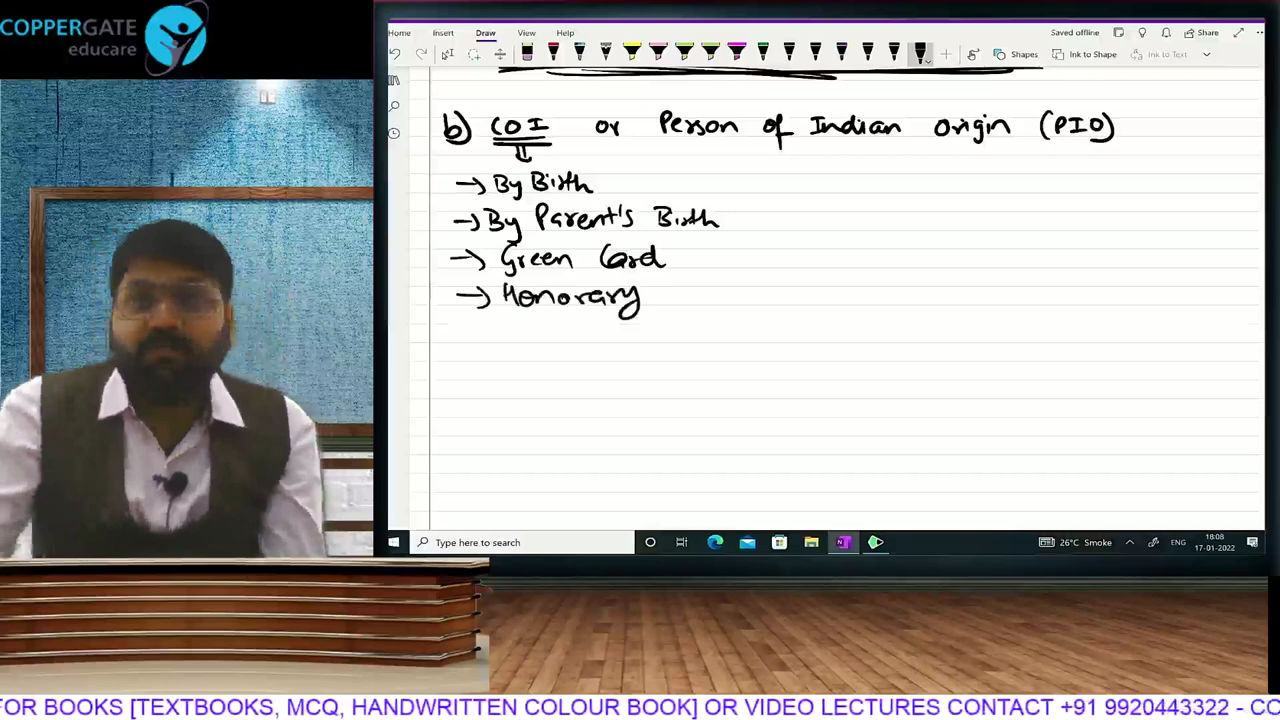 COPPERGATE
educare
Home Insert Draw View Help Saved offline Share
Shapes Ink to Shape Ink to Text
b) COI or Person of Indian Origin (PIO)
→ By Birth
→ By Parent's Birth
→ Green Card
→ Honorary
Type here to search 26°C Smoke ENG 18:08
17-01-2022
FOR BOOKS [TEXTBOOKS, MCQ, HANDWRITTEN COLOUR BOOK] OR VIDEO LECTURES CONTACT +91 9920443322 - CO